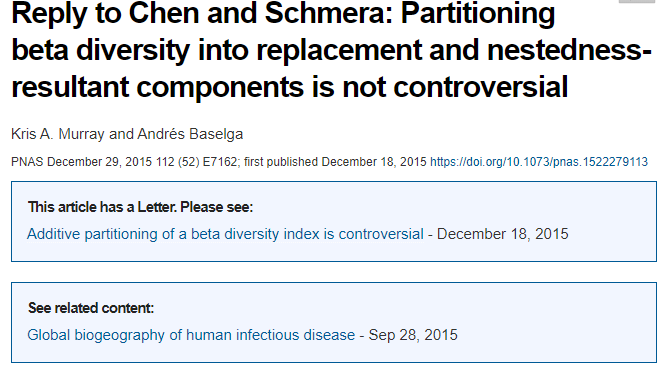 Reply to Chen and Schmera: Partitioning
beta diversity into replacement and nestedness-
resultant components is not controversial
Kris A. Murray and Andrés Baselga
PNAS December 29, 2015 112 (52) E7162; first published December 18, 2015 https://doi.org/10.1073/pnas.1522279113
This article has a Letter. Please see:
Additive partitioning of a beta diversity index is controversial - December 18, 2015
See related content:
Global biogeography of human infectious disease - Sep 28, 2015